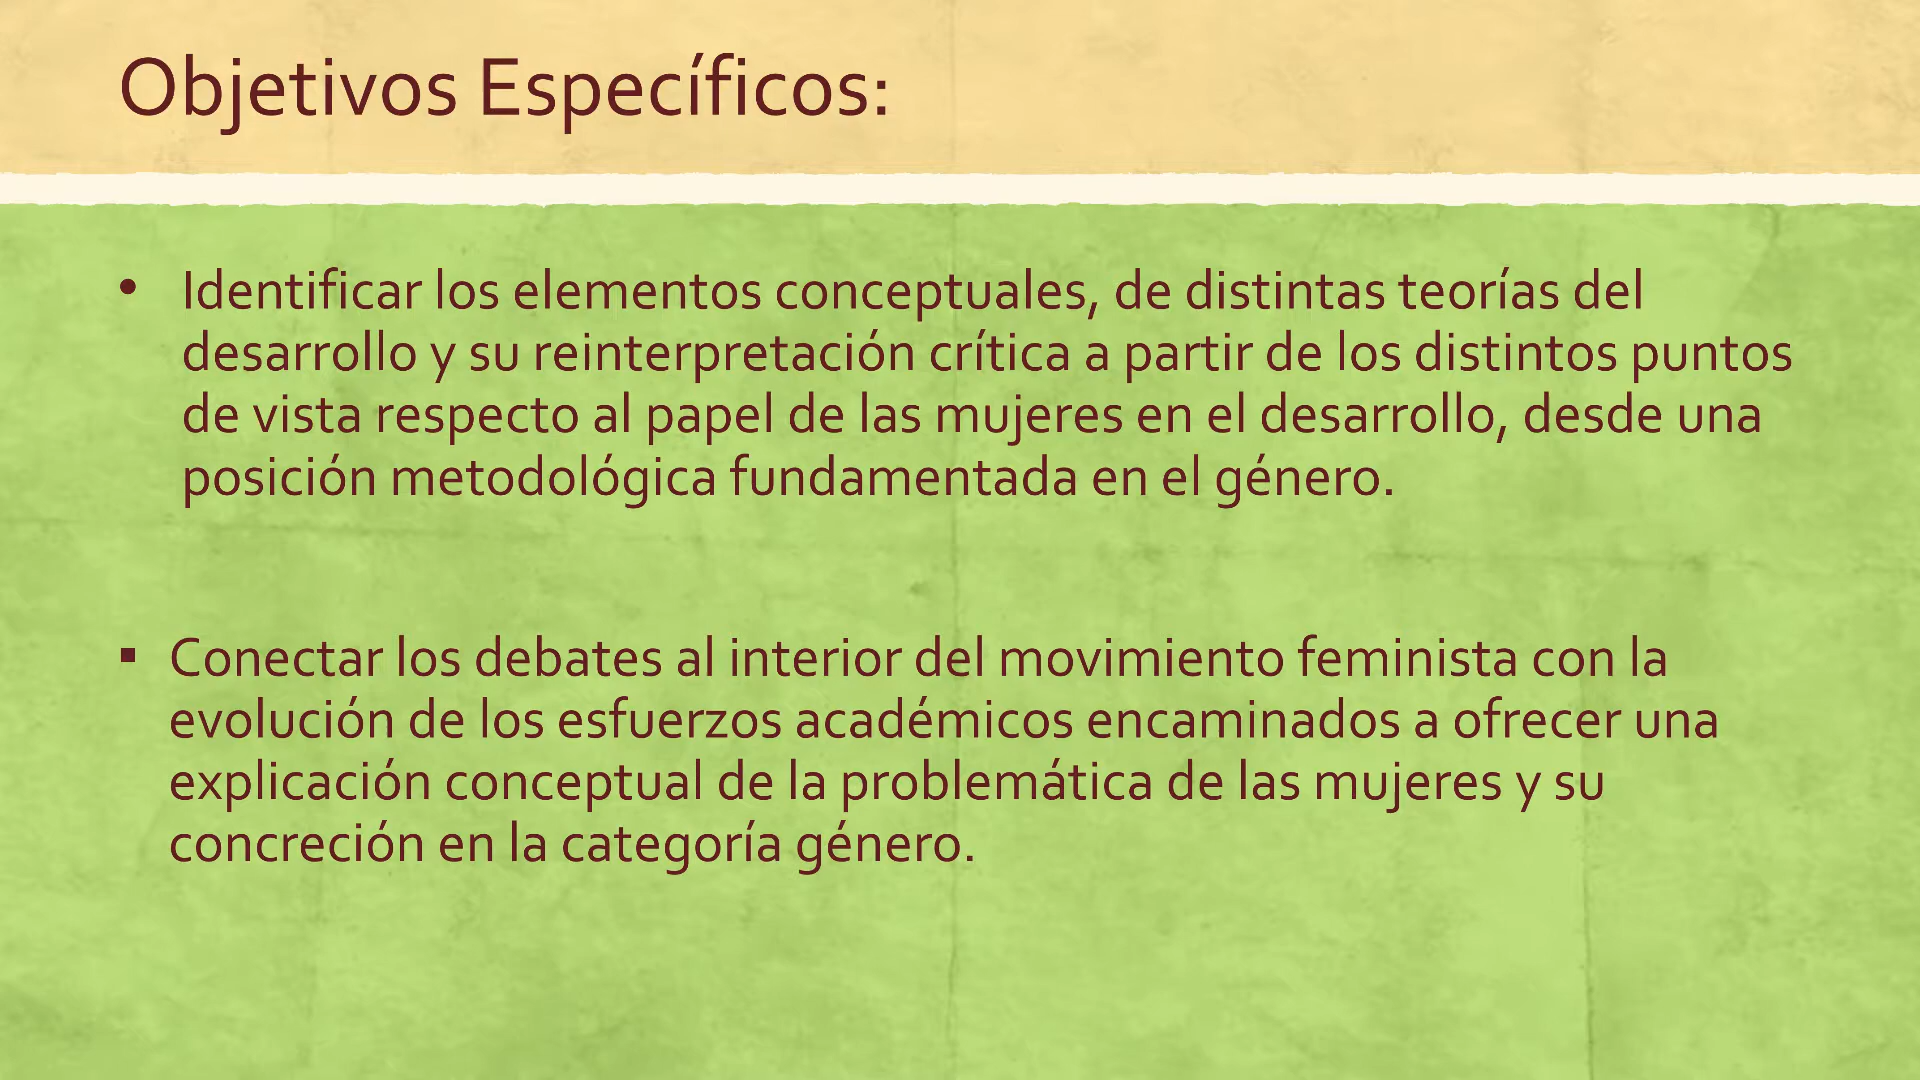 Objetivos Específicos:
• Identificar los elementos conceptuales, de distintas teorías del
desarrollo y su reinterpretación crítica a partir de los distintos puntos
de vista respecto al papel de las mujeres en el desarrollo, desde una
posición metodológica fundamentada en el género.
▪ Conectar los debates al interior del movimiento feminista con la
evolución de los esfuerzos académicos encaminados a ofrecer una
explicación conceptual de la problemática de las mujeres y su
concreción en la categoría género.